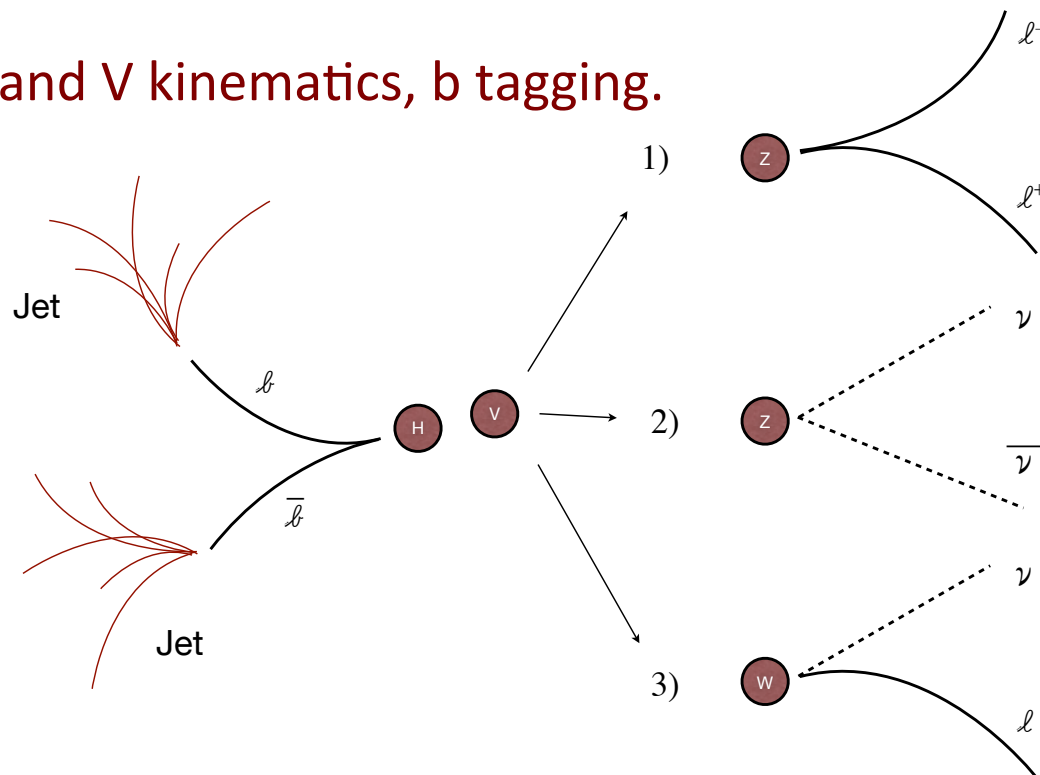 and V kinematics, b tagging.
ℓ⁻
1)
Z
ℓ⁺
Jet
b
H
V
2)
Z
ν
ν̅
b̅
Jet
ν
3)
W
ℓ